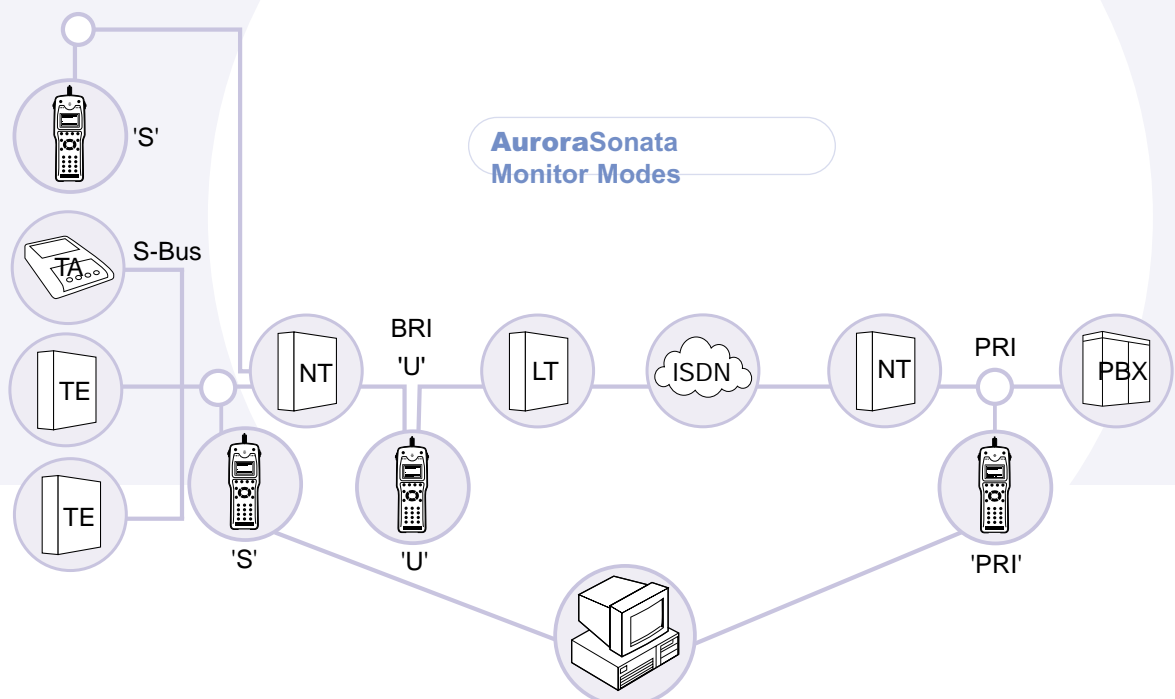 AuroraSonata
Monitor Modes
'S'
S-Bus
TA
TE
TE
NT
BRI
'U'
LT
ISDN
NT
PRI
PBX
'S'
'U'
'PRI'